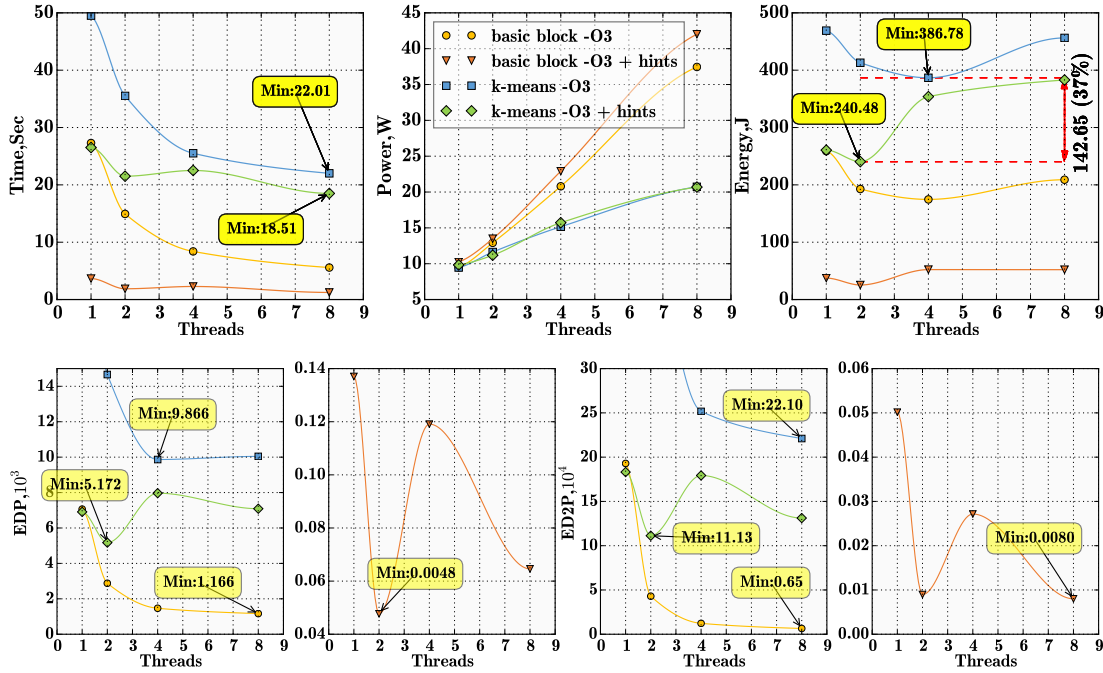 50
40
30
20
10
0
Time,Sec
Min:22.01
Min:18.51
1 2 3 4 5 6 7 8 9
Threads
50
45
40
35
30
25
20
15
10
5
Power,W
basic block -O3
basic block -O3 + hints
k-means -O3
k-means -O3 + hints
0 1 2 3 4 5 6 7 8 9
Threads
500
400
300
200
100
0
Energy,J
Min:386.78
Min:240.48
142.65 (37%)
0 1 2 3 4 5 6 7 8 9
Threads
14
12
10
8
6
4
2
0
EDP,10³
Min:9.866
Min:5.172
Min:1.166
0 1 2 3 4 5 6 7 8 9
Threads
0.14
0.12
0.10
0.08
0.06
0.04
Min:0.0048
0 1 2 3 4 5 6 7 8 9
Threads
30
25
20
15
10
5
0
ED2P,10⁴
Min:22.10
Min:11.13
Min:0.65
0 1 2 3 4 5 6 7 8 9
Threads
0.06
0.05
0.04
0.03
0.02
0.01
0.00
Min:0.0080
0 1 2 3 4 5 6 7 8 9
Threads